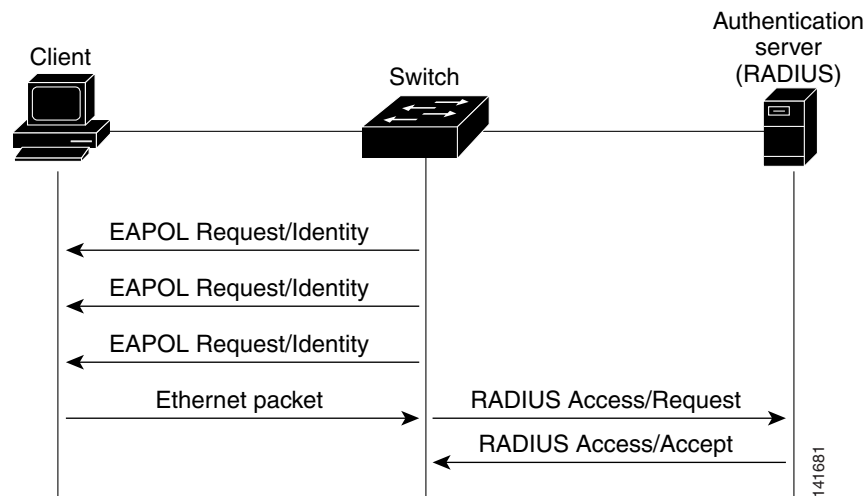 Client
Switch
Authentication
server
(RADIUS)
EAPOL Request/Identity
EAPOL Request/Identity
EAPOL Request/Identity
Ethernet packet
RADIUS Access/Request
RADIUS Access/Accept
141681